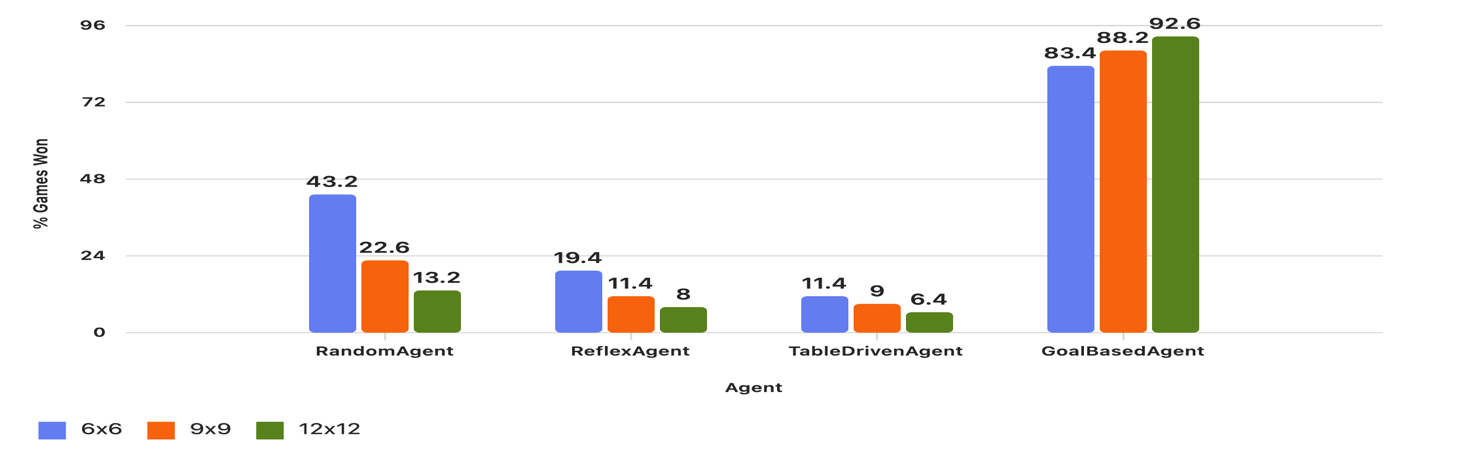 % Games Won
96
72
48
24
0
43.2
22.6
13.2
19.4
11.4
8
11.4
9
6.4
83.4
88.2
92.6
RandomAgent
ReflexAgent
TableDrivenAgent
GoalBasedAgent
Agent
6x6
9x9
12x12